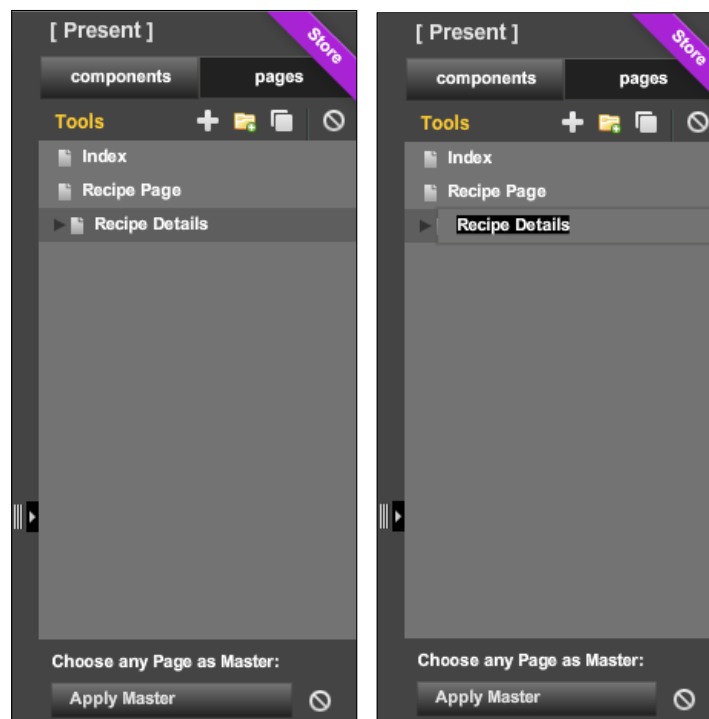 [ Present ]
Store
components pages
Tools
Index
Recipe Page
Recipe Details
Choose any Page as Master:
Apply Master
[ Present ]
Store
components pages
Tools
Index
Recipe Page
Recipe Details
Choose any Page as Master:
Apply Master